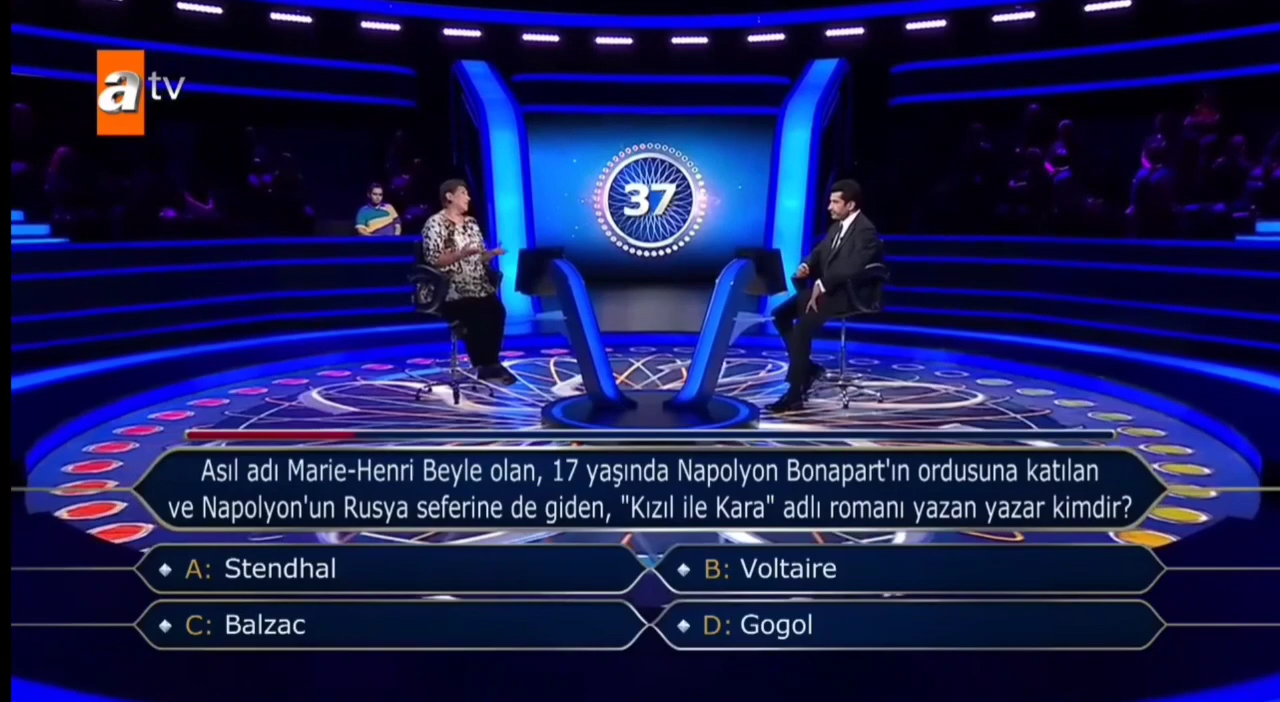 atv
37
Asıl adı Marie-Henri Beyle olan, 17 yaşında Napolyon Bonapart'ın ordusuna katılan
ve Napolyon'un Rusya seferine de giden, "Kızıl ile Kara" adlı romanı yazan yazar kimdir?
A: Stendhal
B: Voltaire
C: Balzac
D: Gogol